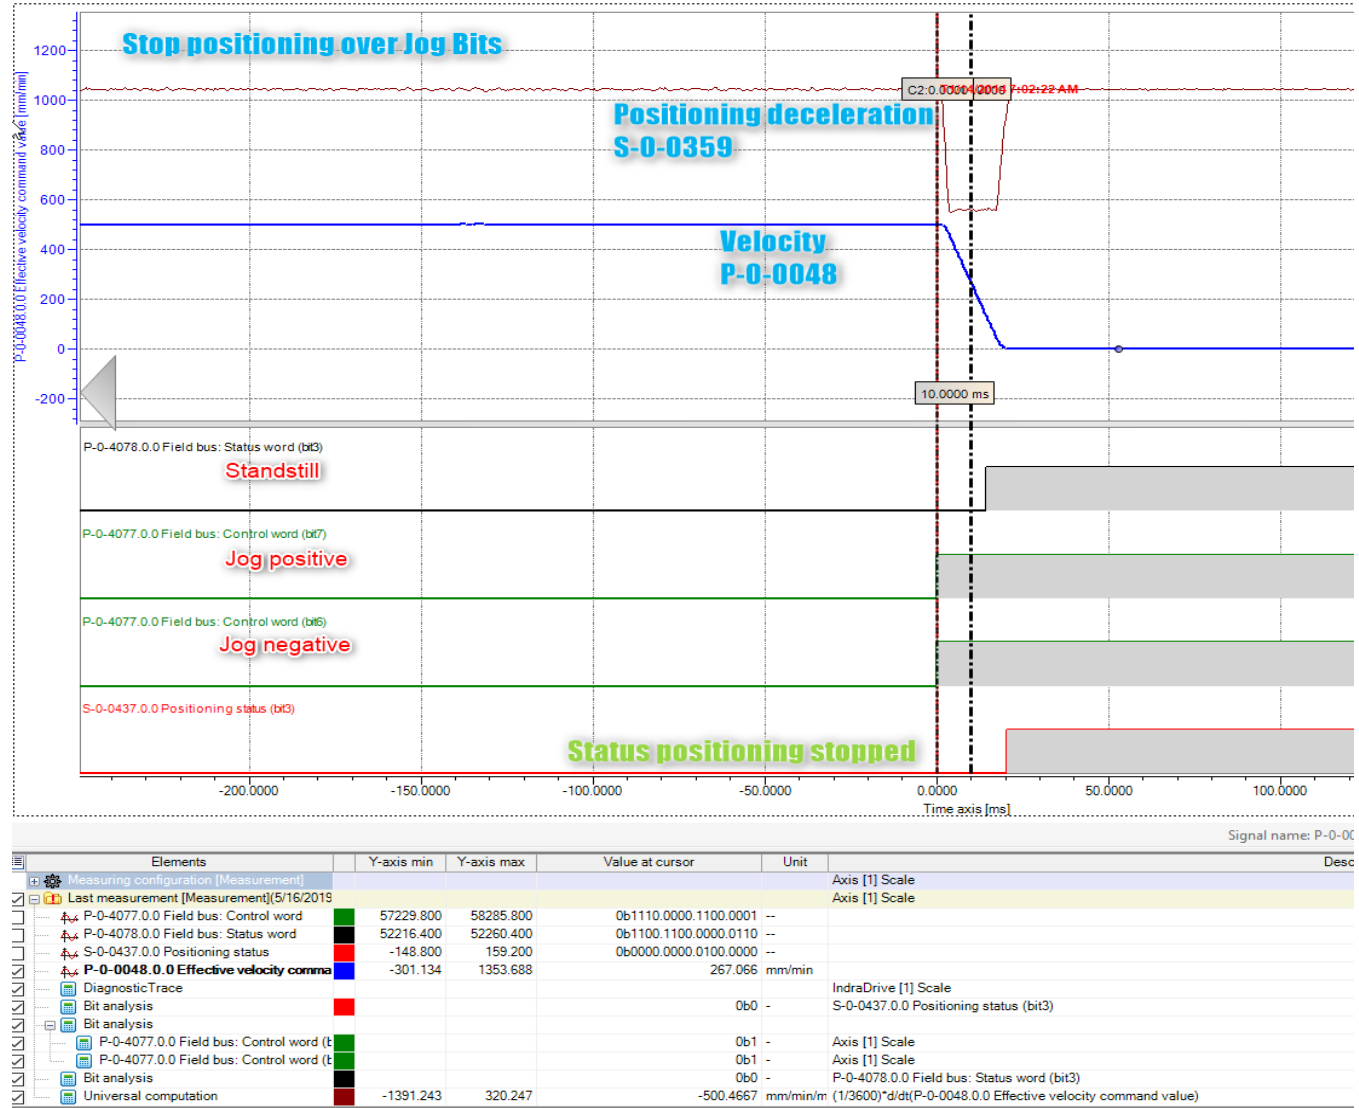 Stop positioning over Jog Bits
1200
1000
800
600
400
200
0
-200
P-0-0048.0.0 Effective velocity command value [mm/min]
C2:0.0000
7:02:22 AM
Positioning deceleration
S-0-0359
Velocity
P-0-0048
10.0000 ms
P-0-4078.0.0 Field bus: Status word (bit3)
Standstill
P-0-4077.0.0 Field bus: Control word (bit7)
Jog positive
P-0-4077.0.0 Field bus: Control word (bit6)
Jog negative
S-0-0437.0.0 Positioning status (bit3)
Status positioning stopped
-200.0000 -150.0000 -100.0000 -50.0000 0.0000 50.0000 100.0000
Time axis [ms]
Signal name: P-0-00
Elements Y-axis min Y-axis max Value at cursor Unit Desc
Measuring configuration [Measurement] Axis [1] Scale
Last measurement [Measurement](5/16/2019 Axis [1] Scale
P-0-4077.0.0 Field bus: Control word 57229.800 58285.800 0b1110.0000.1100.0001 --
P-0-4078.0.0 Field bus: Status word 52216.400 52260.400 0b1100.1100.0000.0110 --
S-0-0437.0.0 Positioning status -148.800 159.200 0b0000.0000.0100.0000 --
P-0-0048.0.0 Effective velocity comma -301.134 1353.688 267.066 mm/min
DiagnosticTrace IndraDrive [1] Scale
Bit analysis 0b0 - S-0-0437.0.0 Positioning status (bit3)
Bit analysis
P-0-4077.0.0 Field bus: Control word (b 0b1 - Axis [1] Scale
P-0-4077.0.0 Field bus: Control word (b 0b1 - Axis [1] Scale
Bit analysis 0b0 - P-0-4078.0.0 Field bus: Status word (bit3)
Universal computation -1391.243 320.247 -500.4667 mm/min/m (1/3600)*d/dt(P-0-0048.0.0 Effective velocity command value)